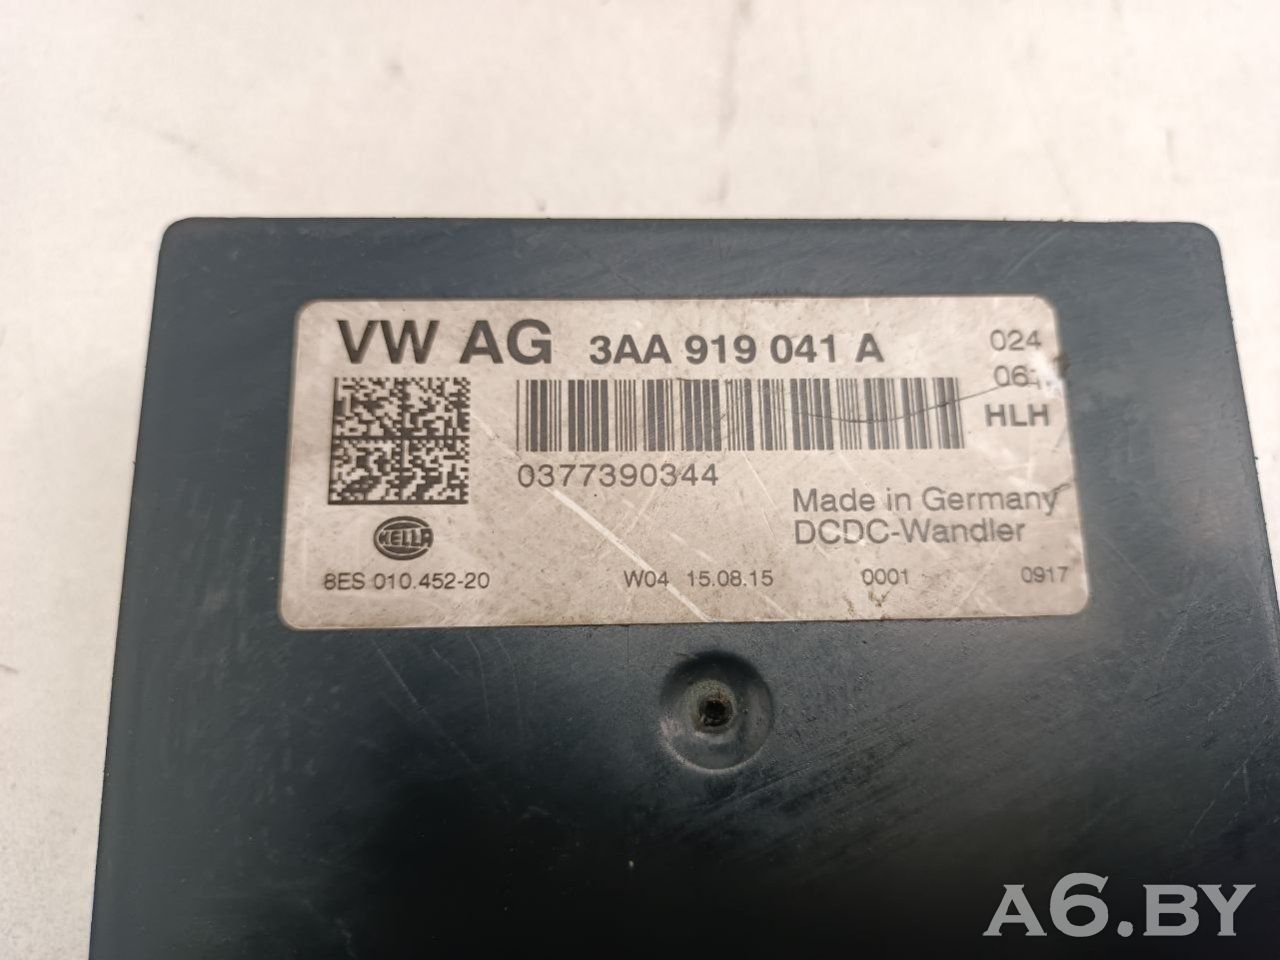 VW AG 3AA 919 041 A 024
HLH
0377390344
Made in Germany
DCDC-Wandler
HELLA
8ES 010.452-20 W04 15.08.15 0001 0917
A6.BY